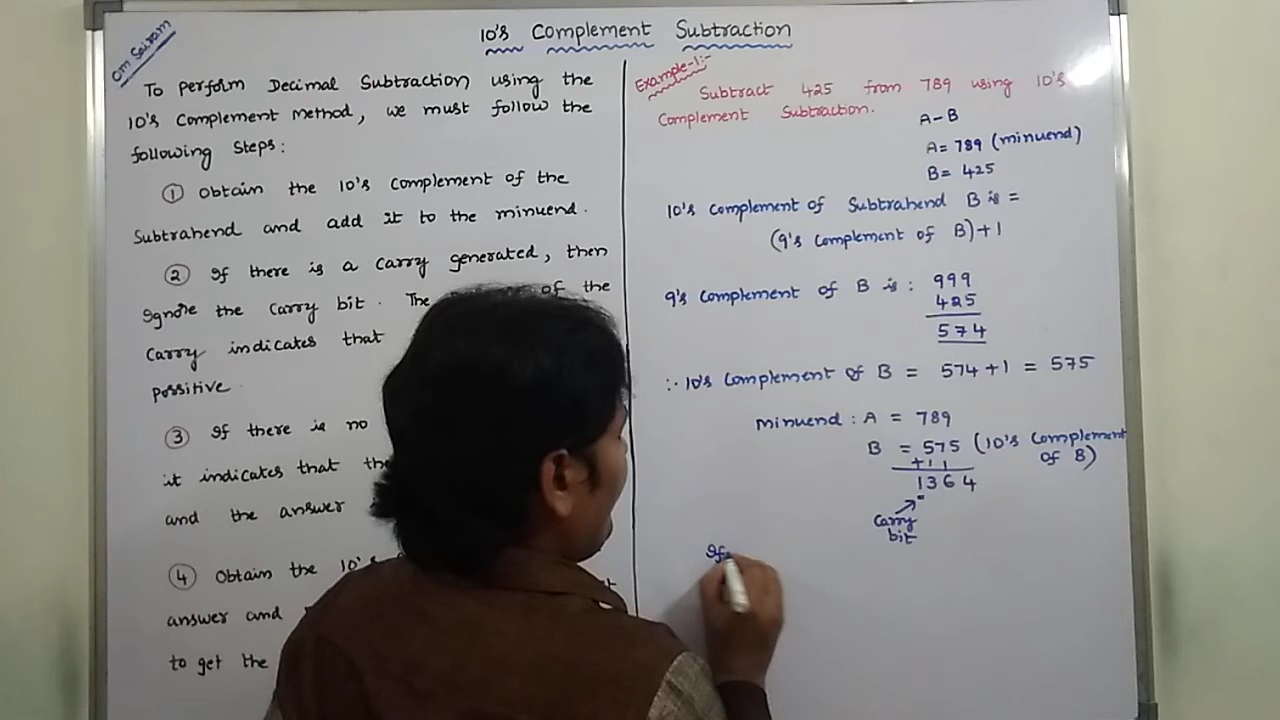 Om Sairam
10's Complement Subtraction
To perform Decimal Subtraction using the
10's Complement Method, we must follow the
following Steps:
① Obtain the 10's Complement of the
Subtrahend and add it to the minuend.
② If there is a Carry generated, then
Ignore the Carry bit. The of the
Carry indicates that
possitive
③ If there is no
it indicates that the
and the answer
④ Obtain the 10's
answer and
to get the
Example-1:-
Subtract 425 from 789 using 10's
Complement Subtraction.
A-B
A= 789 (minuend)
B= 425
10's Complement of Subtrahend B is =
(9's Complement of B)+1
9's Complement of B is : 999
425
574
∴ 10's Complement of B = 574+1 = 575
Minuend : A = 789
B = 575 (10's Complement
of B)
+11
1364
Carry
bit
If